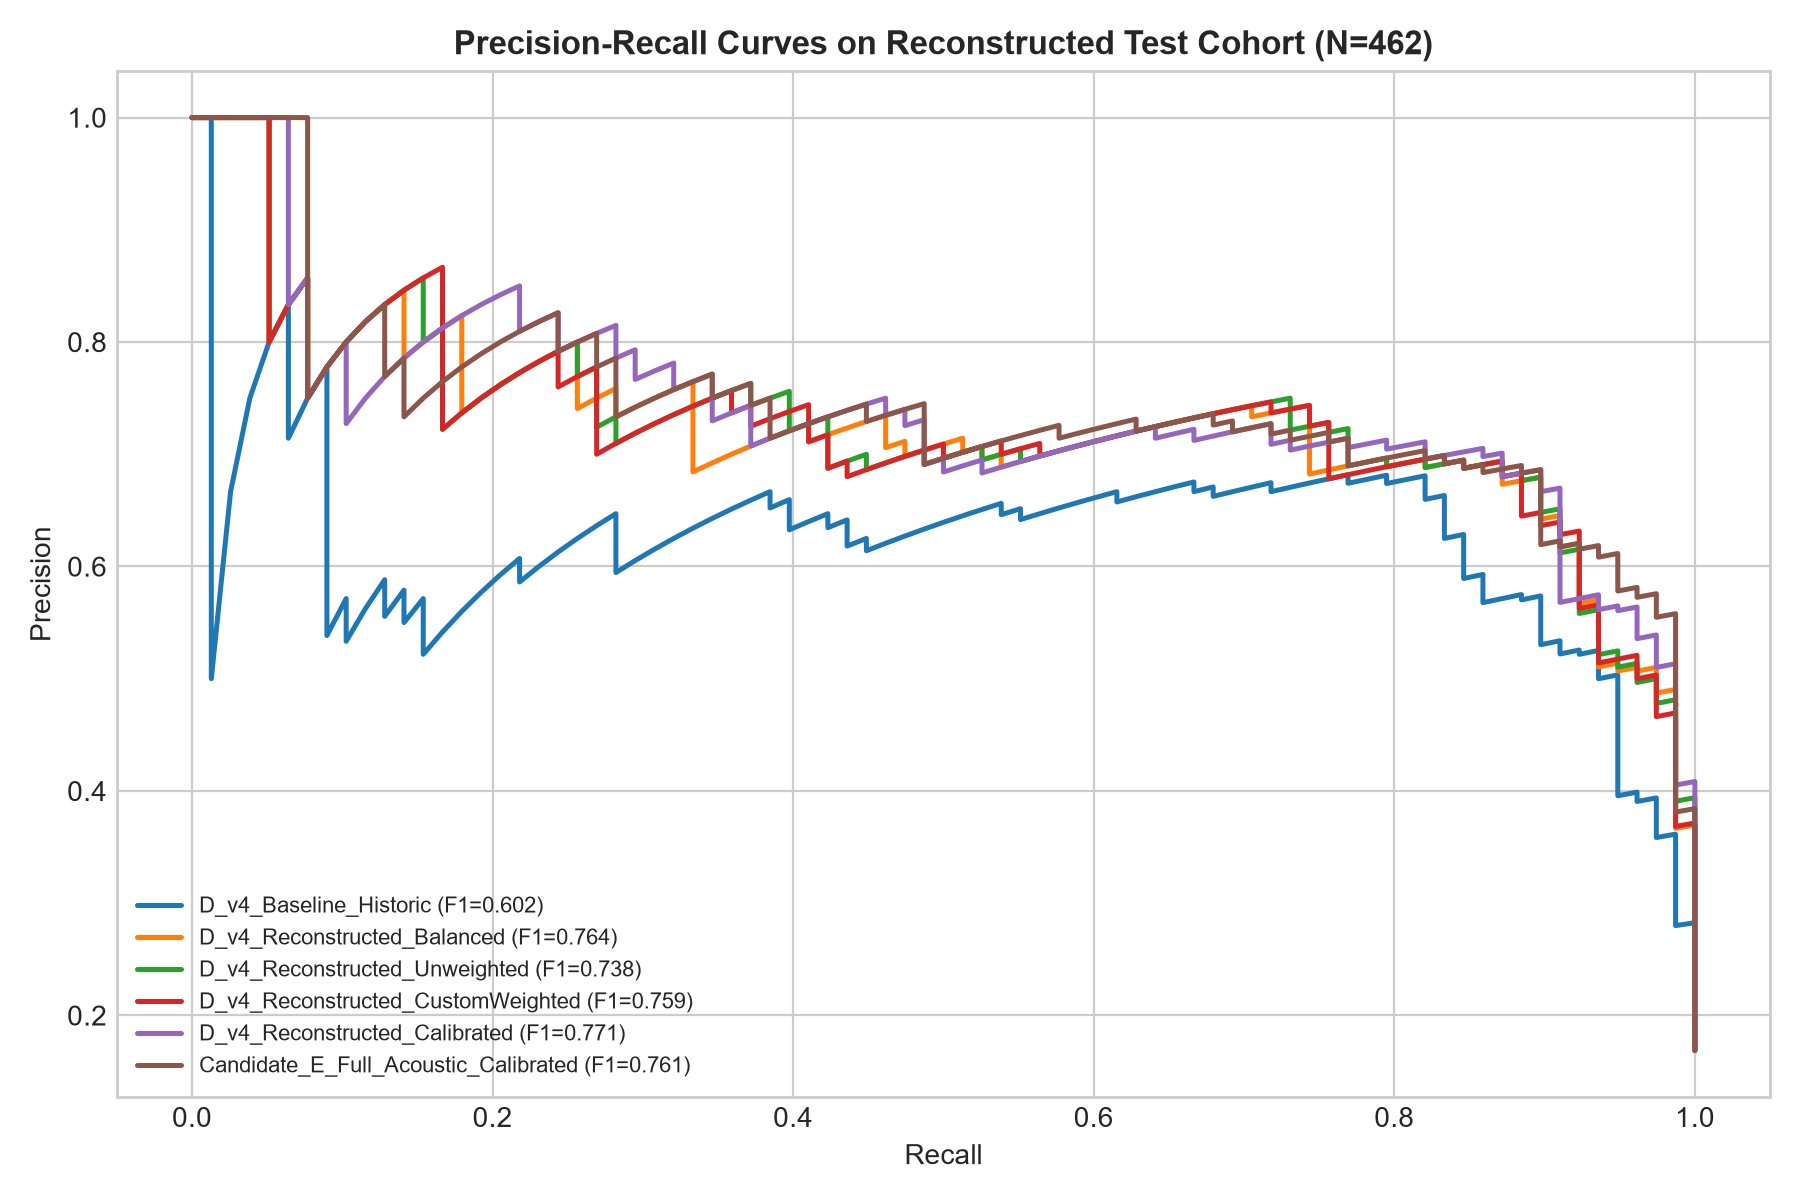 Precision-Recall Curves on Reconstructed Test Cohort (N=462)
1.0
0.8
0.6
0.4
0.2
Precision
D_v4_Baseline_Historic (F1=0.602)
D_v4_Reconstructed_Balanced (F1=0.764)
D_v4_Reconstructed_Unweighted (F1=0.738)
D_v4_Reconstructed_CustomWeighted (F1=0.759)
D_v4_Reconstructed_Calibrated (F1=0.771)
Candidate_E_Full_Acoustic_Calibrated (F1=0.761)
0.0 0.2 0.4 0.6 0.8 1.0
Recall